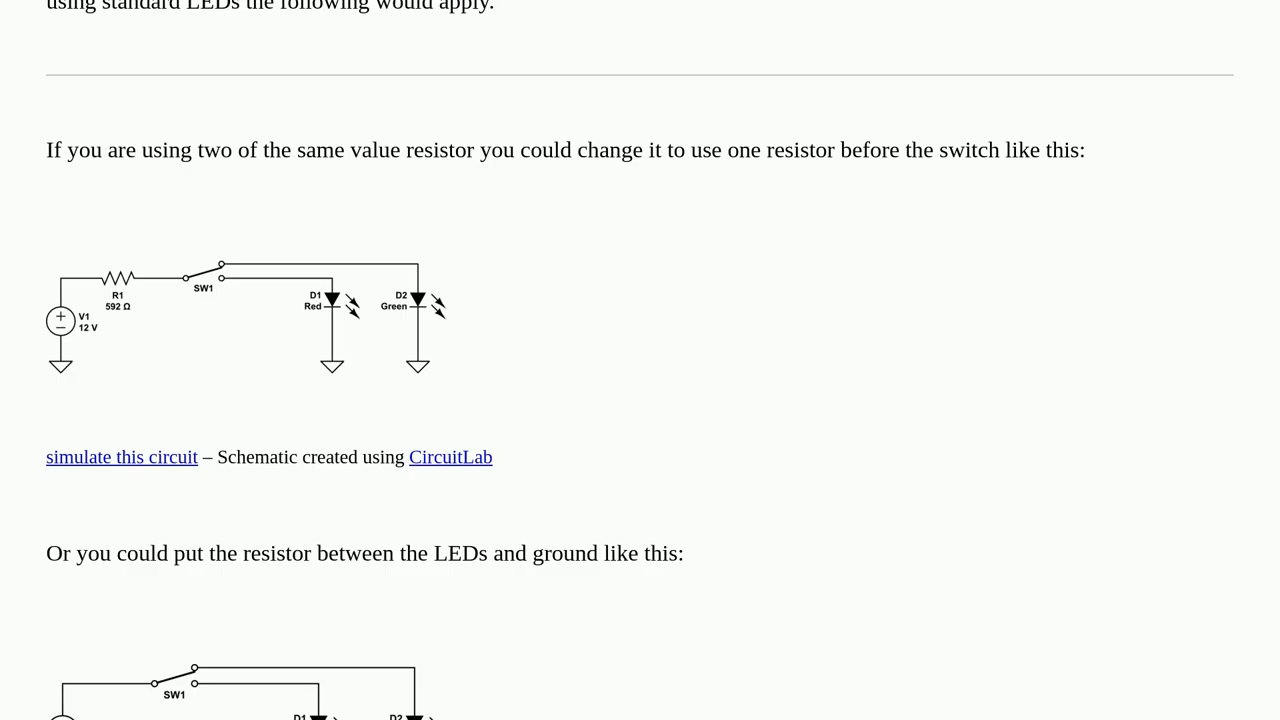 using standard LEDs the following would apply.
If you are using two of the same value resistor you could change it to use one resistor before the switch like this:
R1
592 Ω
SW1
V1
12 V
D1
Red
D2
Green
simulate this circuit – Schematic created using CircuitLab
Or you could put the resistor between the LEDs and ground like this:
SW1
D1
D2